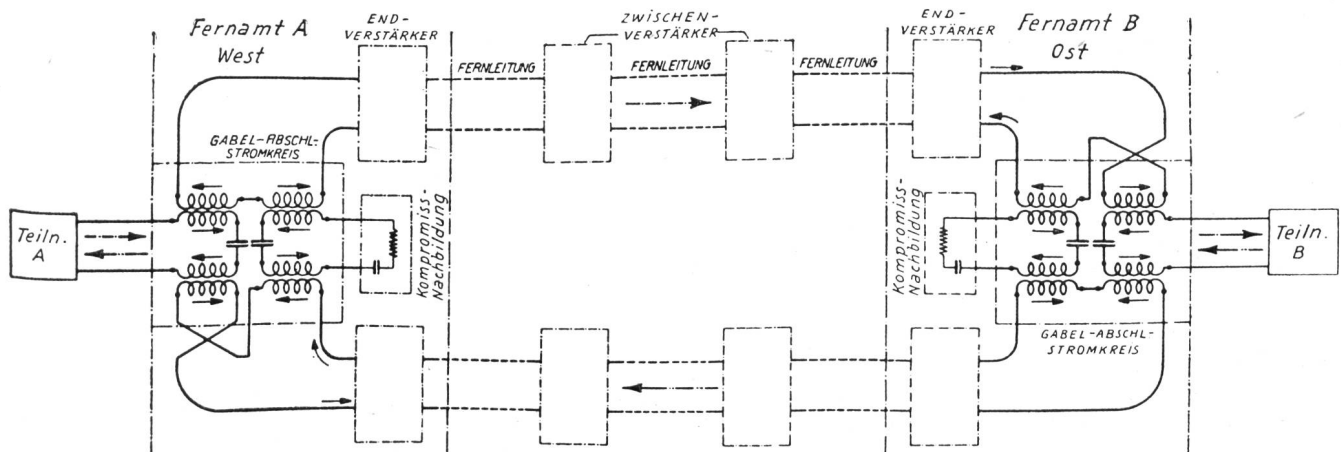 Fernamt A
West
END-
VERSTÄRKER
ZWISCHEN-
VERSTÄRKER
END-
VERSTÄRKER
Fernamt B
Ost
FERNLEITUNG
FERNLEITUNG
FERNLEITUNG
GABEL-ABSCHL-
STROMKREIS
Teiln.
A
Kompromiss-
Nachbildung
Kompromiss-
Nachbildung
Teiln.
B
GABEL-ABSCHL-
STROMKREIS